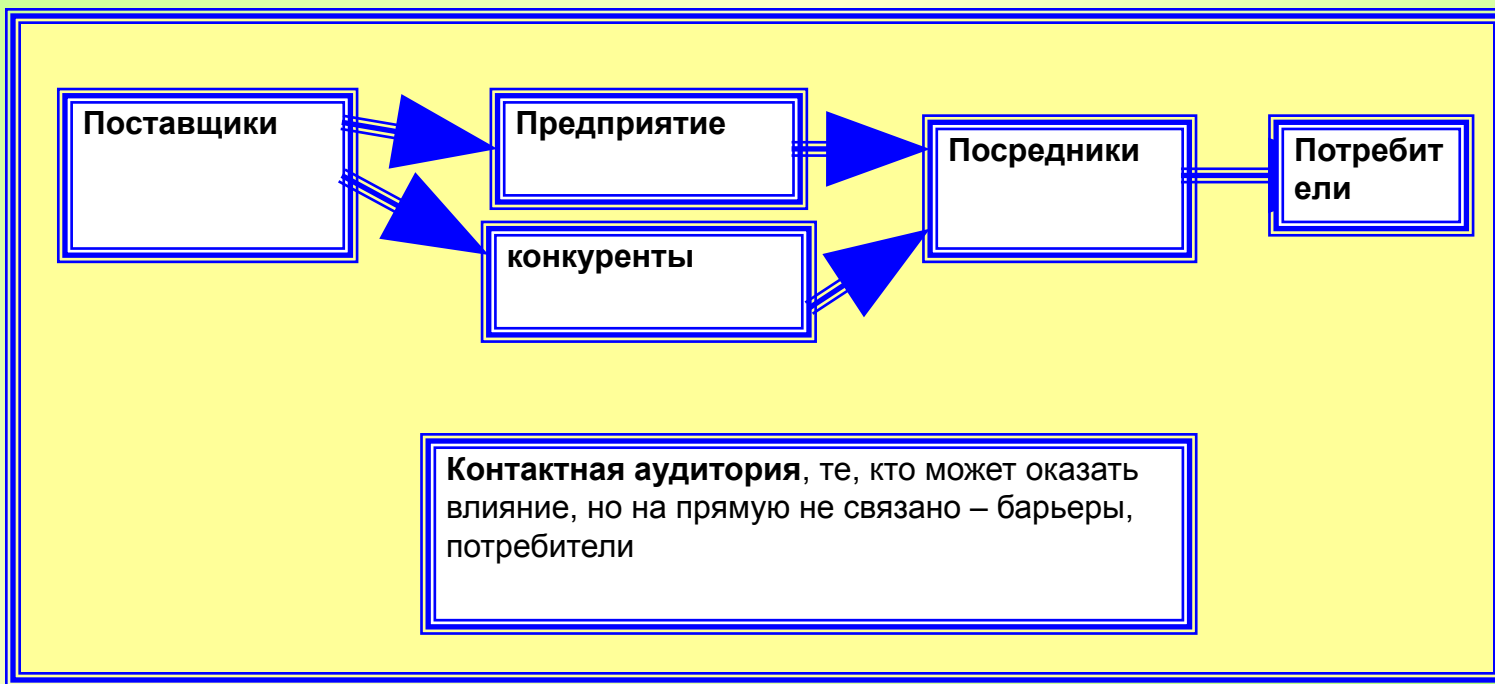 Поставщики
Предприятие
конкуренты
Посредники
Потребит
ели
Контактная аудитория, те, кто может оказать
влияние, но на прямую не связано – барьеры,
потребители